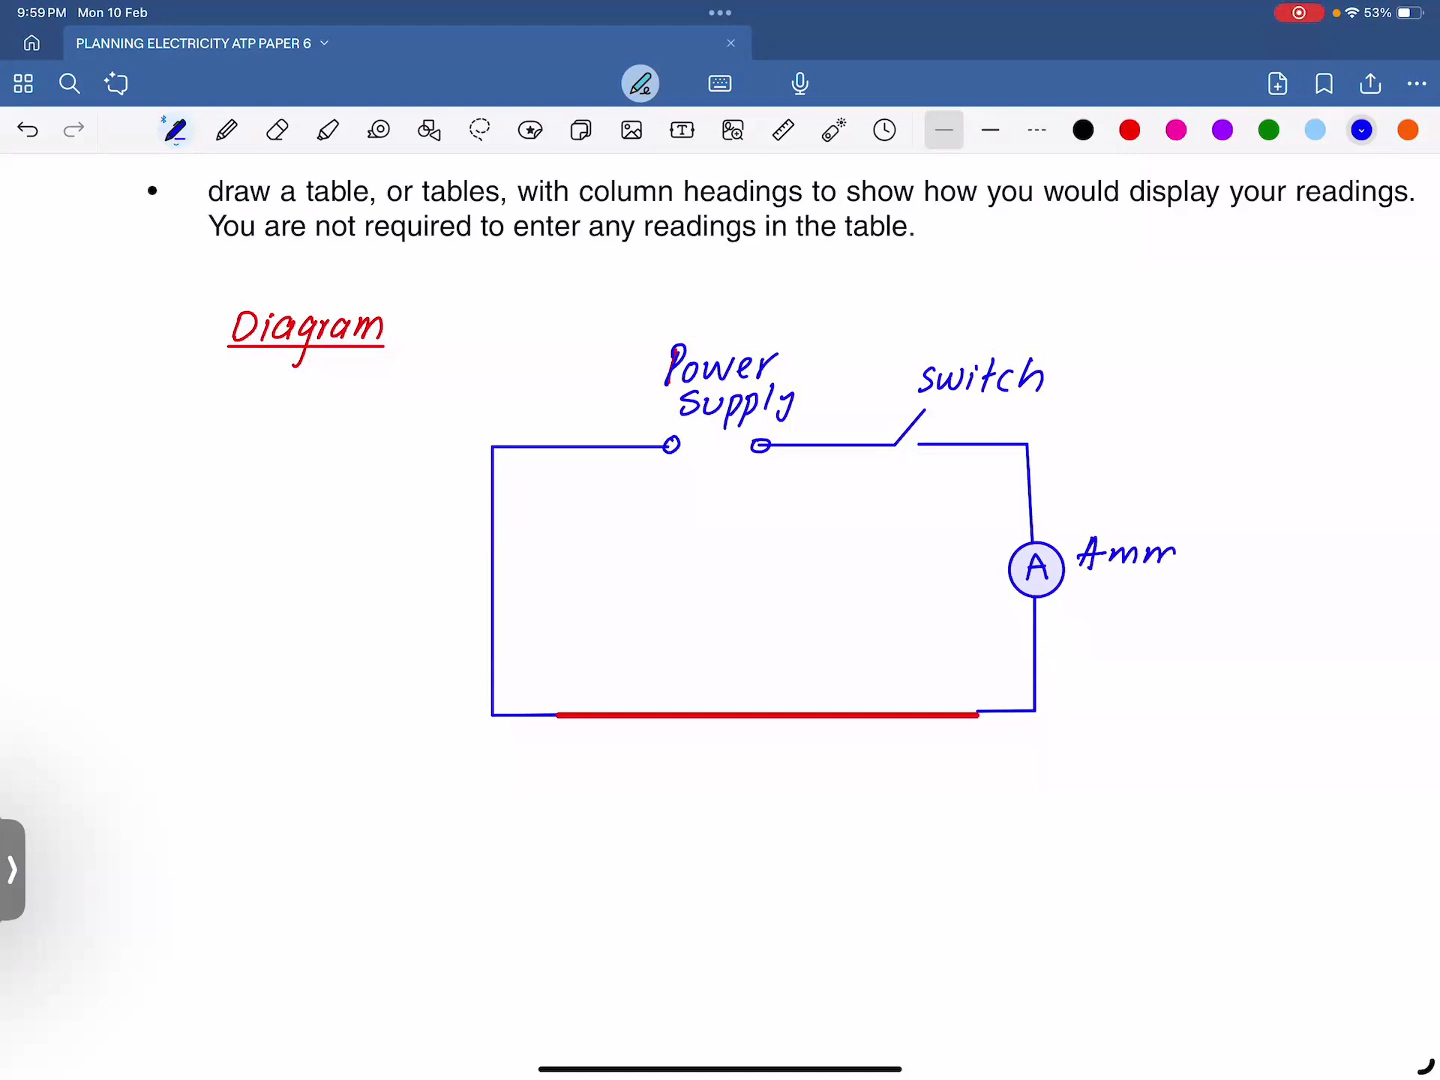 9:59 PM Mon 10 Feb
53%
PLANNING ELECTRICITY ATP PAPER 6
• draw a table, or tables, with column headings to show how you would display your readings.
You are not required to enter any readings in the table.
Diagram
Power
supply
switch
A
Amm